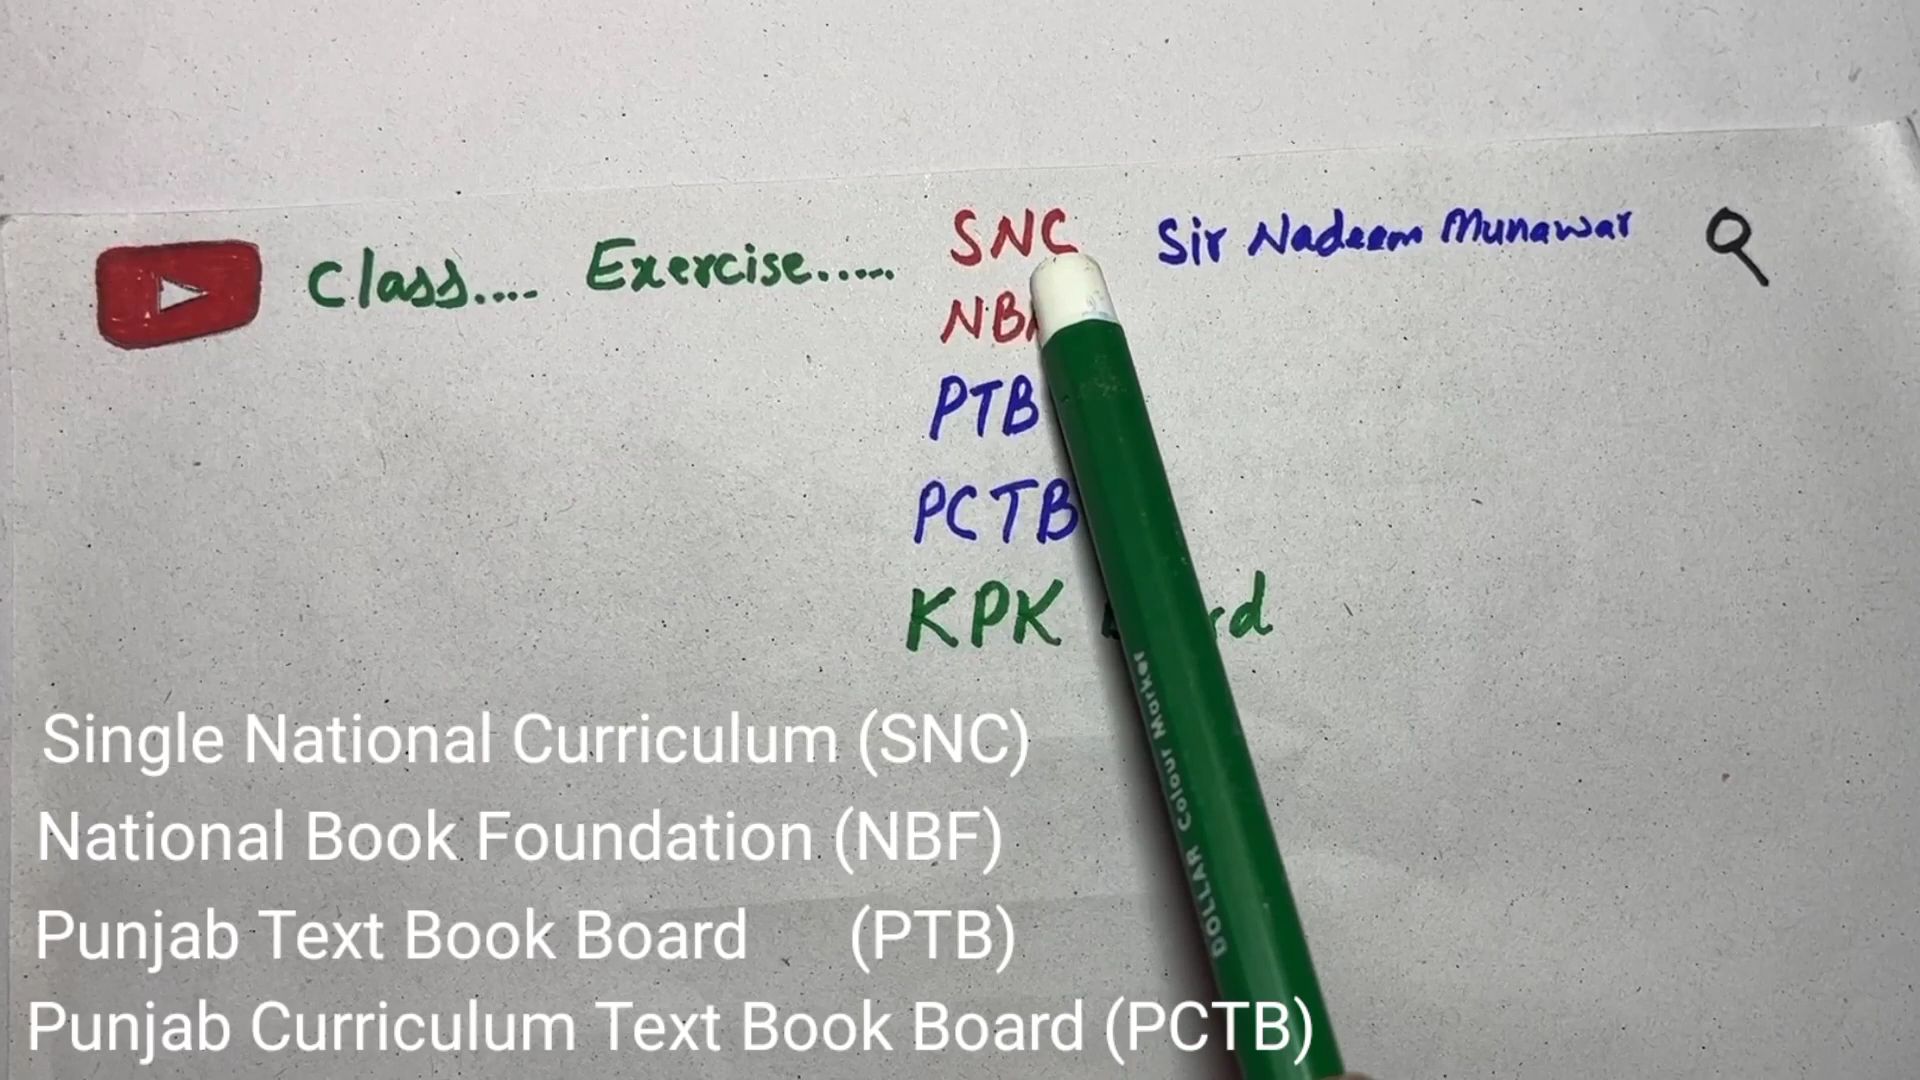 Class.... Exercise..... SNC Sir Nadeem Munawar
PTB
PCTB
KPK
Single National Curriculum (SNC)
National Book Foundation (NBF)
Punjab Text Book Board (PTB)
Punjab Curriculum Text Book Board (PCTB)
DOLLAR Colour Marker